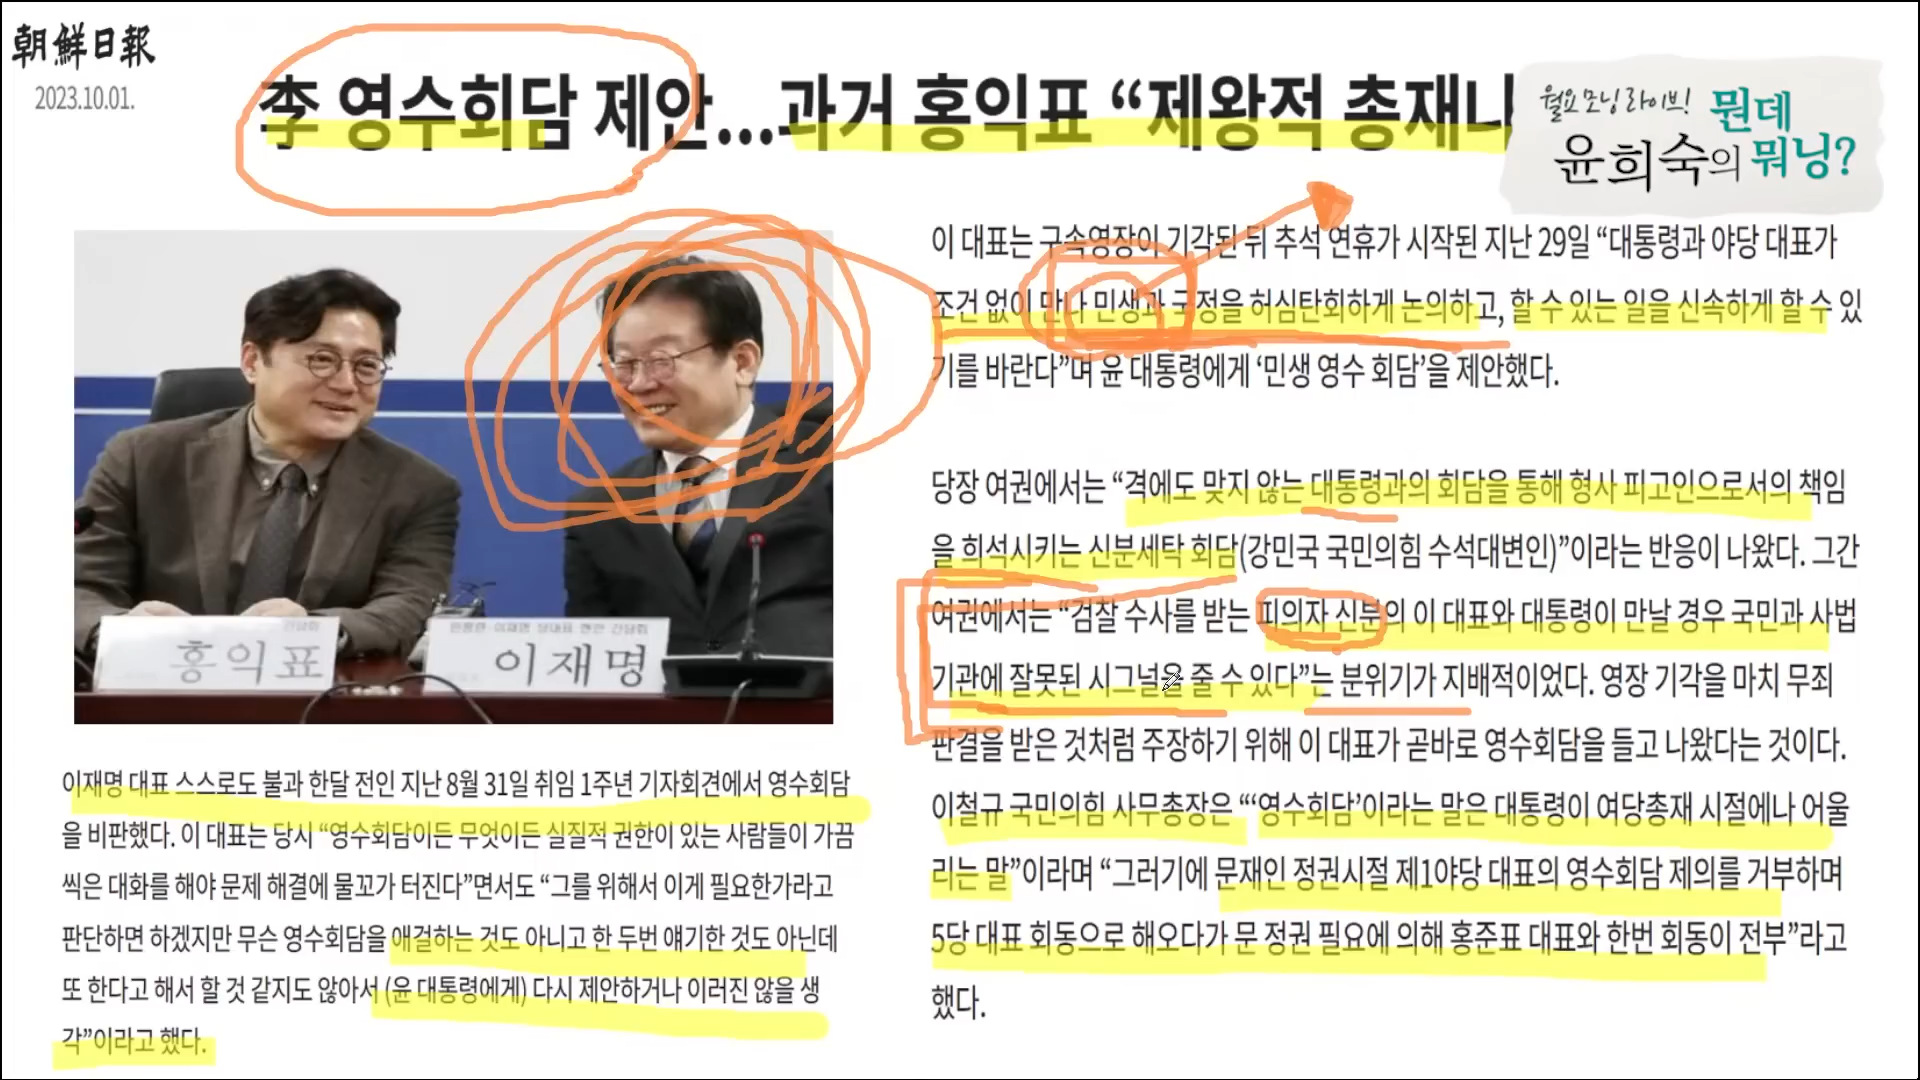 朝鮮日報
2023.10.01.
李 영수회담 제안...과거 홍익표 “제왕적 총재나
월요 모닝 라이브!
뭔데
윤희숙의 뭐닝?
홍익표
이재명
이재명 대표 스스로도 불과 한달 전인 지난 8월 31일 취임 1주년 기자회견에서 영수회담
을 비판했다. 이 대표는 당시 “영수회담이든 무엇이든 실질적 권한이 있는 사람들이 가끔
씩은 대화를 해야 문제 해결에 물꼬가 터진다”면서도 “그를 위해서 이게 필요한가라고
판단하면 하겠지만 무슨 영수회담을 애걸하는 것도 아니고 한 두번 얘기한 것도 아닌데
또 한다고 해서 할 것 같지도 않아서 (윤 대통령에게) 다시 제안하거나 이러진 않을 생
각”이라고 했다.
이 대표는 구속영장이 기각된 뒤 추석 연휴가 시작된 지난 29일 “대통령과 야당 대표가
조건 없이 만나 민생과 국정을 허심탄회하게 논의하고, 할 수 있는 일을 신속하게 할 수 있
기를 바란다”며 윤 대통령에게 ‘민생 영수 회담’을 제안했다.
당장 여권에서는 “격에도 맞지 않는 대통령과의 회담을 통해 형사 피고인으로서의 책임
을 희석시키는 신분세탁 회담(강민국 국민의힘 수석대변인)”이라는 반응이 나왔다. 그간
여권에서는 “검찰 수사를 받는 피의자 신분의 이 대표와 대통령이 만날 경우 국민과 사법
기관에 잘못된 시그널을 줄 수 있다”는 분위기가 지배적이었다. 영장 기각을 마치 무죄
판결을 받은 것처럼 주장하기 위해 이 대표가 곧바로 영수회담을 들고 나왔다는 것이다.
이철규 국민의힘 사무총장은 “‘영수회담’이라는 말은 대통령이 여당총재 시절에나 어울
리는 말”이라며 “그러기에 문재인 정권시절 제1야당 대표의 영수회담 제의를 거부하며
5당 대표 회동으로 해오다가 문 정권 필요에 의해 홍준표 대표와 한번 회동이 전부”라고
했다.